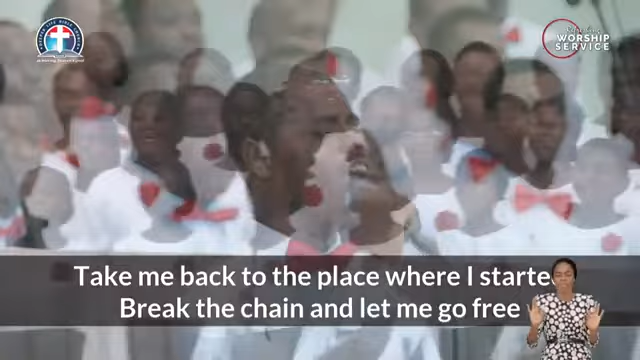 WORSHIP
SERVICE
Take me back to the place where I starte
Break the chain and let me go free